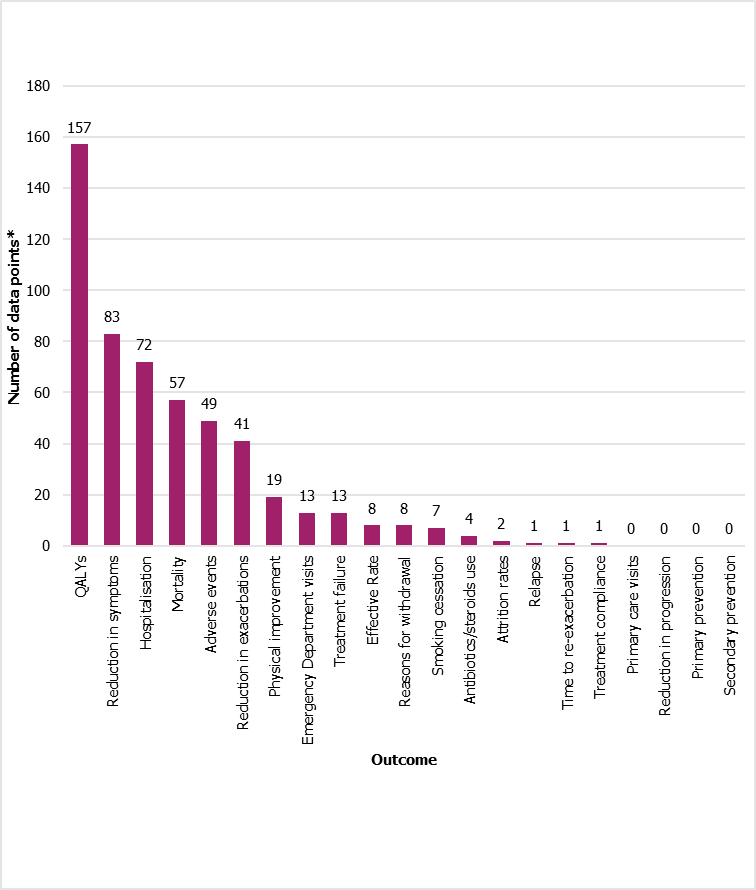 180
160
140
120
100
80
60
40
20
0
Number of data points*
157
83
72
57
49
41
19
13
13
8
8
7
4
2
1
1
1
0
0
0
0
QALYs
Reduction in symptoms
Hospitalisation
Mortality
Adverse events
Reduction in exacerbations
Physical improvement
Emergency Department visits
Treatment failure
Effective Rate
Reasons for withdrawal
Smoking cessation
Antibiotics/steroids use
Attrition rates
Relapse
Time to re-exacerbation
Treatment compliance
Primary care visits
Reduction in progression
Primary prevention
Secondary prevention
Outcome